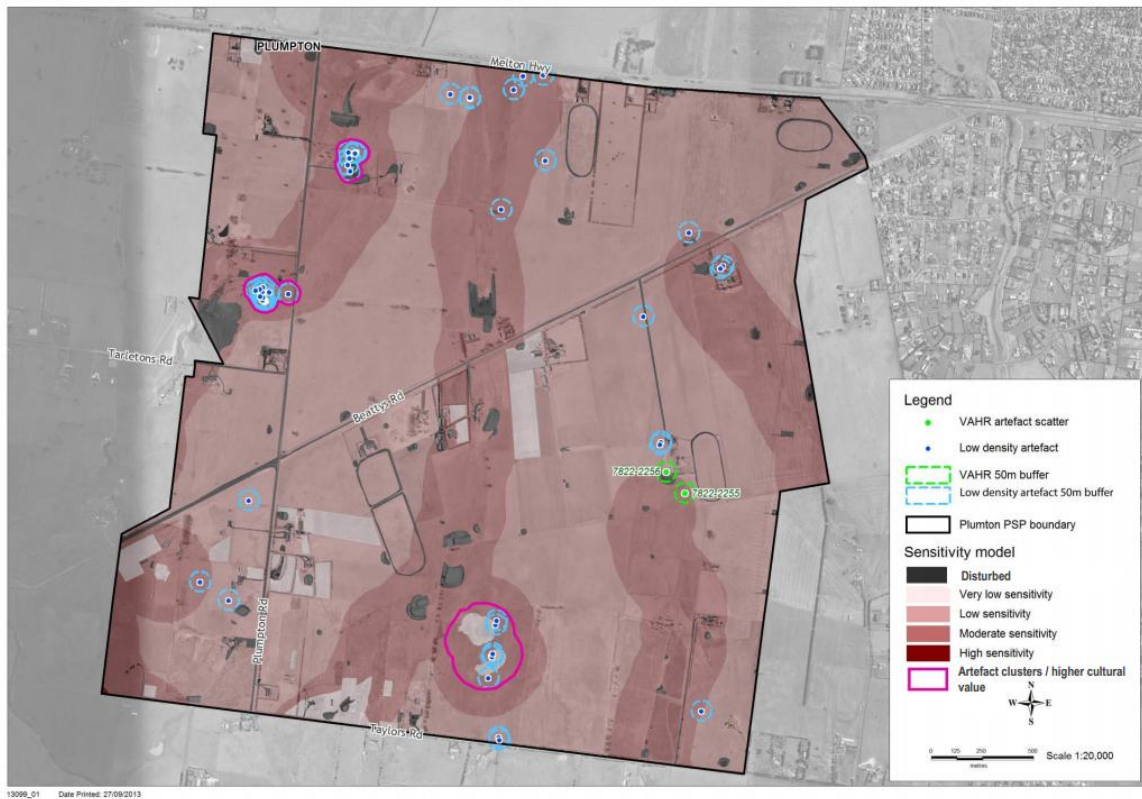 PLUMPTON
Melton Hwy
Tarletons Rd
Beattys Rd
7822-2256
7822-2255
Plumpton Rd
Taylors Rd
Legend
VAHR artefact scatter
Low density artefact
VAHR 50m buffer
Low density artefact 50m buffer
Plumton PSP boundary
Sensitivity model
Disturbed
Very low sensitivity
Low sensitivity
Moderate sensitivity
High sensitivity
Artefact clusters / higher cultural
value
N
W E
S
0 125 250 500
metres
Scale 1:20,000
13099_01 Date Printed: 27/09/2013